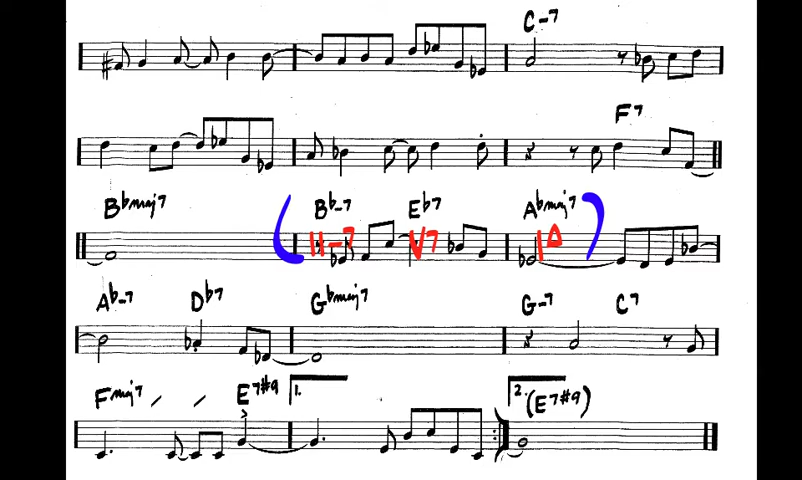 C-7
F7
Bbmaj7 Bb-7 Eb7 Abmaj7
II-7 V7 IΔ
Ab-7 Db7 Gbmaj7 G-7 C7
Fmaj7 E7#9 1. 2. (E7#9)